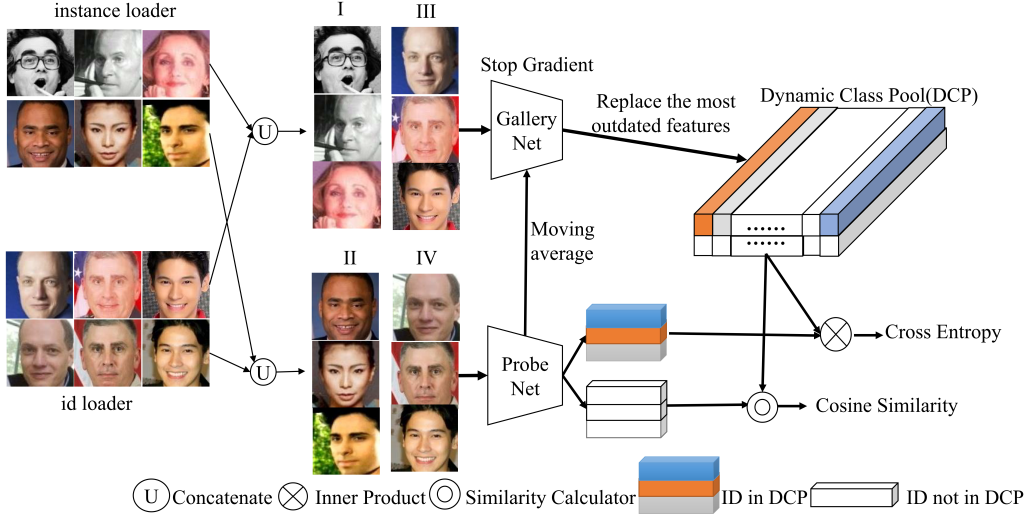 instance loader
I
III
Stop Gradient
Gallery
Net
Replace the most
outdated features
Dynamic Class Pool(DCP)
U
......
......
Moving
average
II
IV
U
id loader
Probe
Net
Cross Entropy
Cosine Similarity
U Concatenate
Inner Product
Similarity Calculator
ID in DCP
ID not in DCP